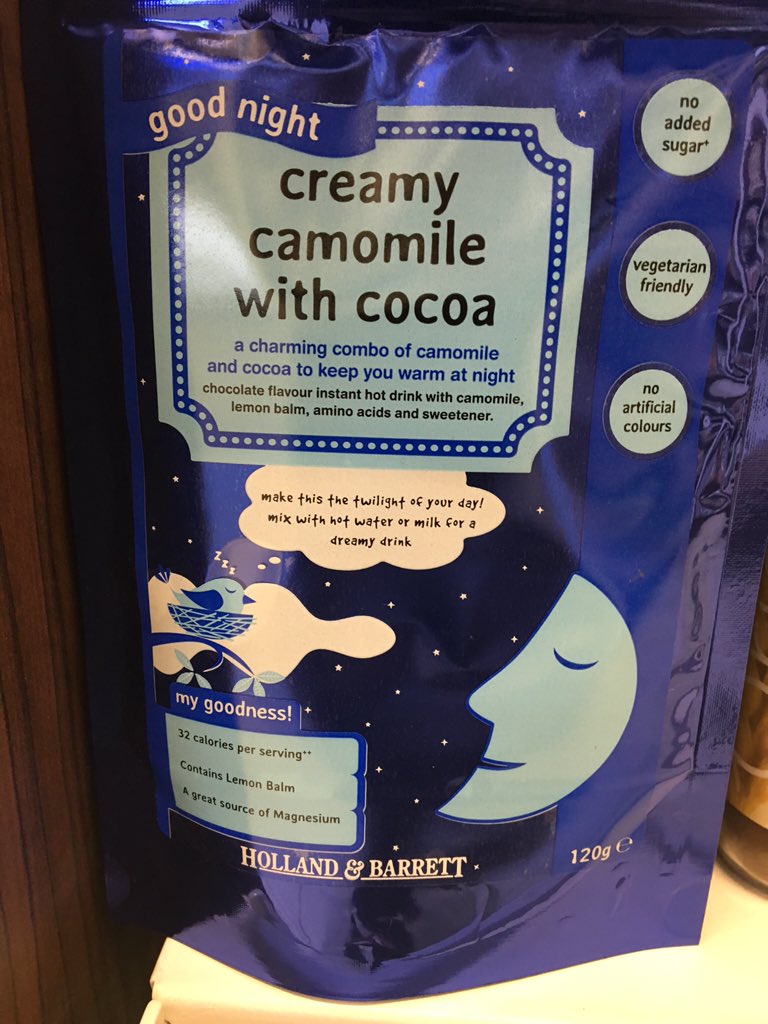 good night
creamy
camomile
with cocoa
a charming combo of camomile
and cocoa to keep you warm at night
chocolate flavour instant hot drink with camomile,
lemon balm, amino acids and sweetener.
no
added
sugar+
vegetarian
friendly
no
artificial
colours
make this the twilight of your day!
mix with hot water or milk for a
dreamy drink
z z z
my goodness!
32 calories per serving++
Contains Lemon Balm
A great source of Magnesium
HOLLAND & BARRETT
120g ℮